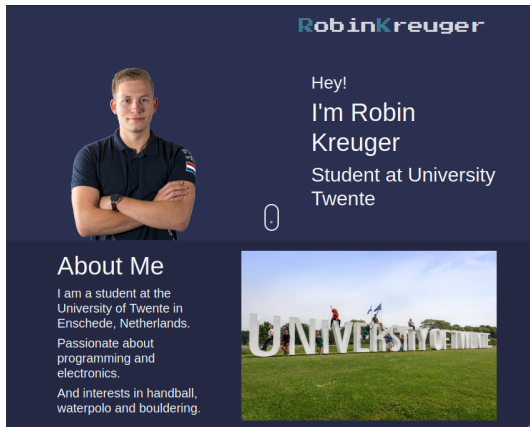 RobinKreuger
Hey!
I'm Robin
Kreuger
Student at University
Twente
About Me
I am a student at the
University of Twente in
Enschede, Netherlands.
Passionate about
programming and
electronics.
And interests in handball,
waterpolo and bouldering.
UNIVERSITY OF TWENTE